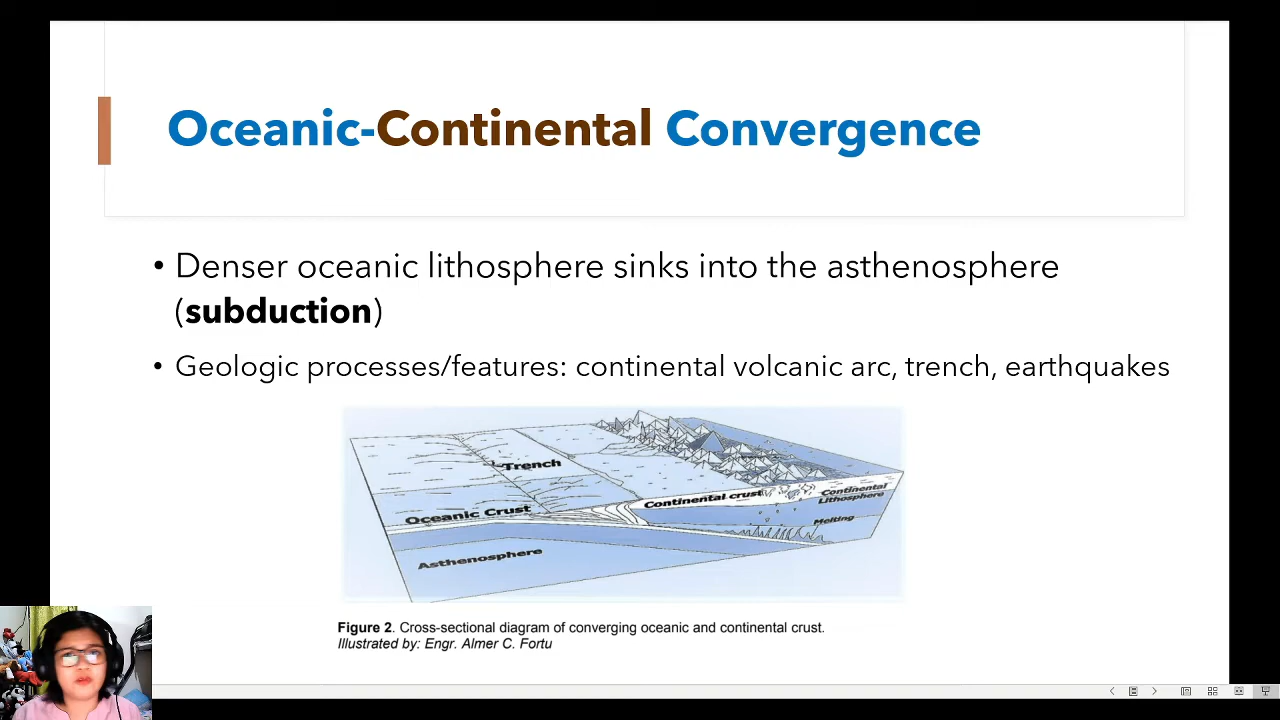 Oceanic-Continental Convergence
• Denser oceanic lithosphere sinks into the asthenosphere
(subduction)
• Geologic processes/features: continental volcanic arc, trench, earthquakes
Trench
Continental crust
Continental
Lithosphere
Oceanic Crust
Melting
Asthenosphere
Figure 2. Cross-sectional diagram of converging oceanic and continental crust.
Illustrated by: Engr. Almer C. Fortu